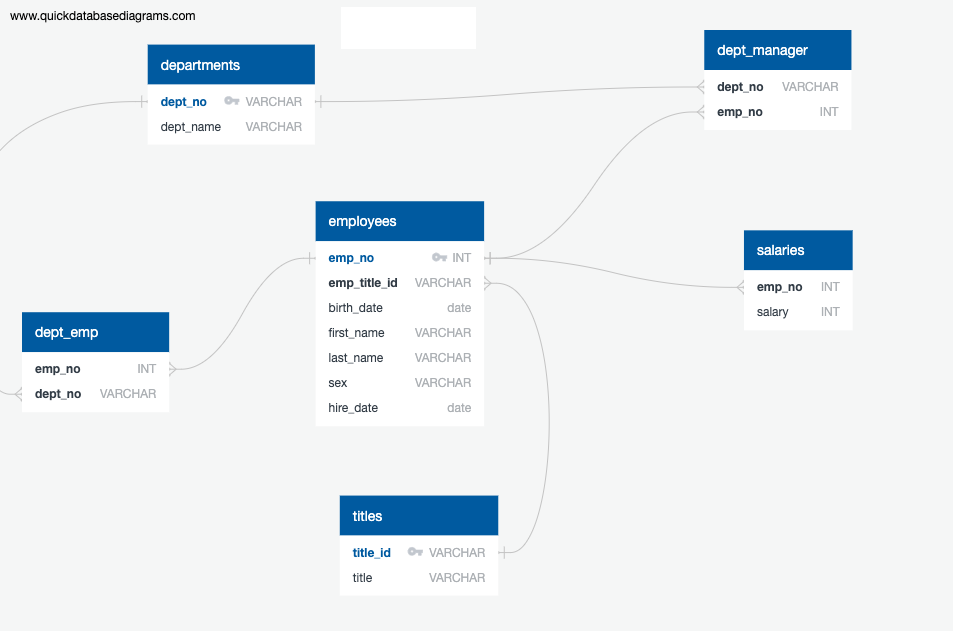 www.quickdatabasediagrams.com
departments
dept_no VARCHAR
dept_name VARCHAR
dept_manager
dept_no VARCHAR
emp_no INT
employees
emp_no INT
emp_title_id VARCHAR
birth_date date
first_name VARCHAR
last_name VARCHAR
sex VARCHAR
hire_date date
salaries
emp_no INT
salary INT
dept_emp
emp_no INT
dept_no VARCHAR
titles
title_id VARCHAR
title VARCHAR